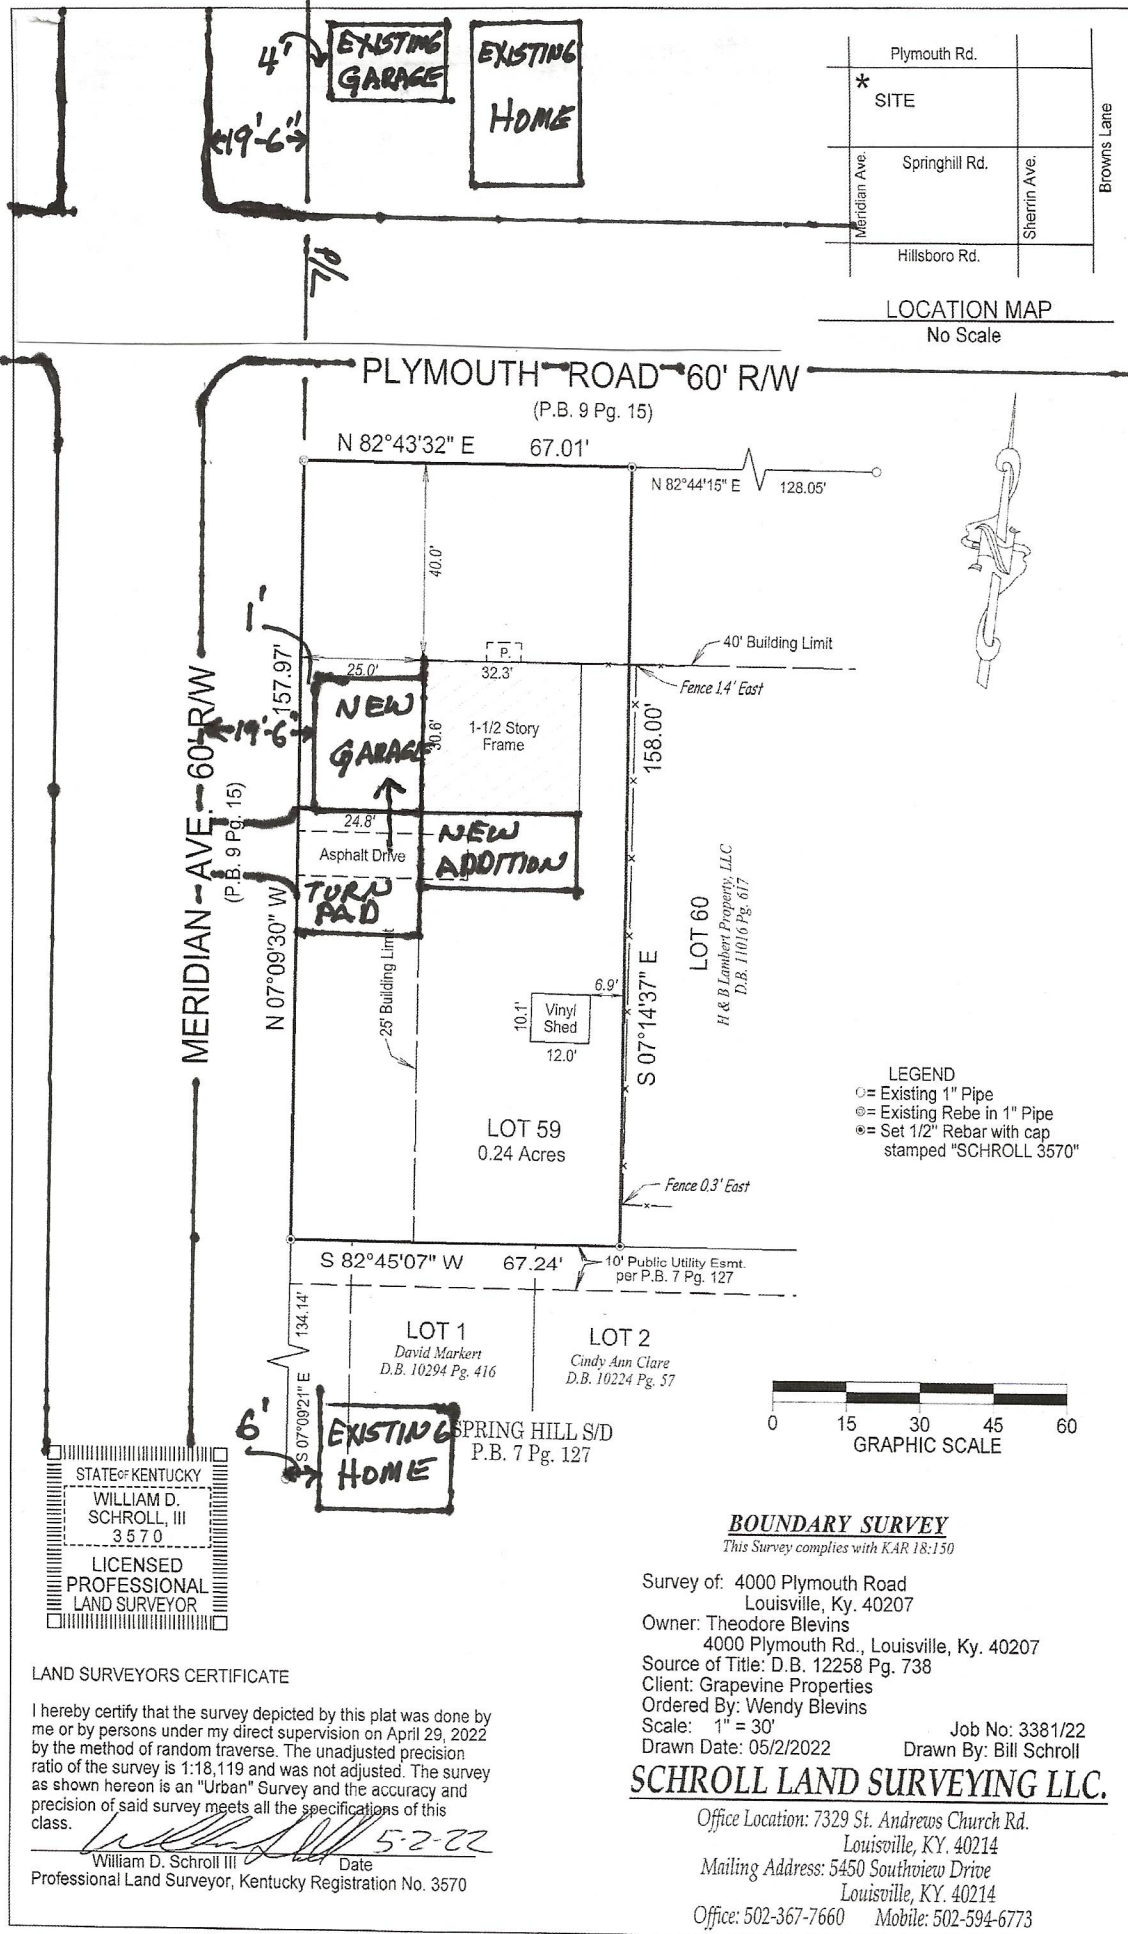 4'
EXISTING
GARAGE
EXISTING
HOME
19'-6"
Plymouth Rd.
*
SITE
Meridian Ave.
Springhill Rd.
Sherrin Ave.
Browns Lane
Hillsboro Rd.
LOCATION MAP
No Scale
PLYMOUTH ROAD 60' R/W
(P.B. 9 Pg. 15)
N 82°43'32" E 67.01'
N 82°44'15" E 128.05'
40.0'
1'
157.97'
25.0'
P.
32.3'
40' Building Limit
Fence 1.4' East
NEW
GARAGE
30.6'
1-1/2 Story
Frame
158.00'
19'-6"
MERIDIAN AVE. 60' R/W
(P.B. 9 Pg. 15)
24.8'
Asphalt Drive
NEW
ADDITION
TURN
PAD
N 07°09'30" W
25' Building Limit
LOT 60
H & B Lambert Property, LLC
D.B. 11016 Pg. 617
6.9'
10.1'
Vinyl
Shed
12.0'
S 07°14'37" E
LEGEND
= Existing 1" Pipe
= Existing Rebe in 1" Pipe
= Set 1/2" Rebar with cap
stamped "SCHROLL 3570"
LOT 59
0.24 Acres
Fence 0.3' East
S 82°45'07" W 67.24'
10' Public Utility Esmt.
per P.B. 7 Pg. 127
134.14'
S 07°09'21" E
LOT 1
David Markert
D.B. 10294 Pg. 416
LOT 2
Cindy Ann Clare
D.B. 10224 Pg. 57
6'
EXISTING
HOME
SPRING HILL S/D
P.B. 7 Pg. 127
0 15 30 45 60
GRAPHIC SCALE
STATE OF KENTUCKY
WILLIAM D.
SCHROLL, III
3570
LICENSED
PROFESSIONAL
LAND SURVEYOR
BOUNDARY SURVEY
This Survey complies with KAR 18:150
Survey of: 4000 Plymouth Road
Louisville, Ky. 40207
Owner: Theodore Blevins
4000 Plymouth Rd., Louisville, Ky. 40207
Source of Title: D.B. 12258 Pg. 738
Client: Grapevine Properties
Ordered By: Wendy Blevins
Scale: 1" = 30' Job No: 3381/22
Drawn Date: 05/2/2022 Drawn By: Bill Schroll
SCHROLL LAND SURVEYING LLC.
Office Location: 7329 St. Andrews Church Rd.
Louisville, KY. 40214
Mailing Address: 5450 Southview Drive
Louisville, KY. 40214
Office: 502-367-7660 Mobile: 502-594-6773
LAND SURVEYORS CERTIFICATE
I hereby certify that the survey depicted by this plat was done by
me or by persons under my direct supervision on April 29, 2022
by the method of random traverse. The unadjusted precision
ratio of the survey is 1:18,119 and was not adjusted. The survey
as shown hereon is an "Urban" Survey and the accuracy and
precision of said survey meets all the specifications of this
class.
5-2-22
William D. Schroll III Date
Professional Land Surveyor, Kentucky Registration No. 3570